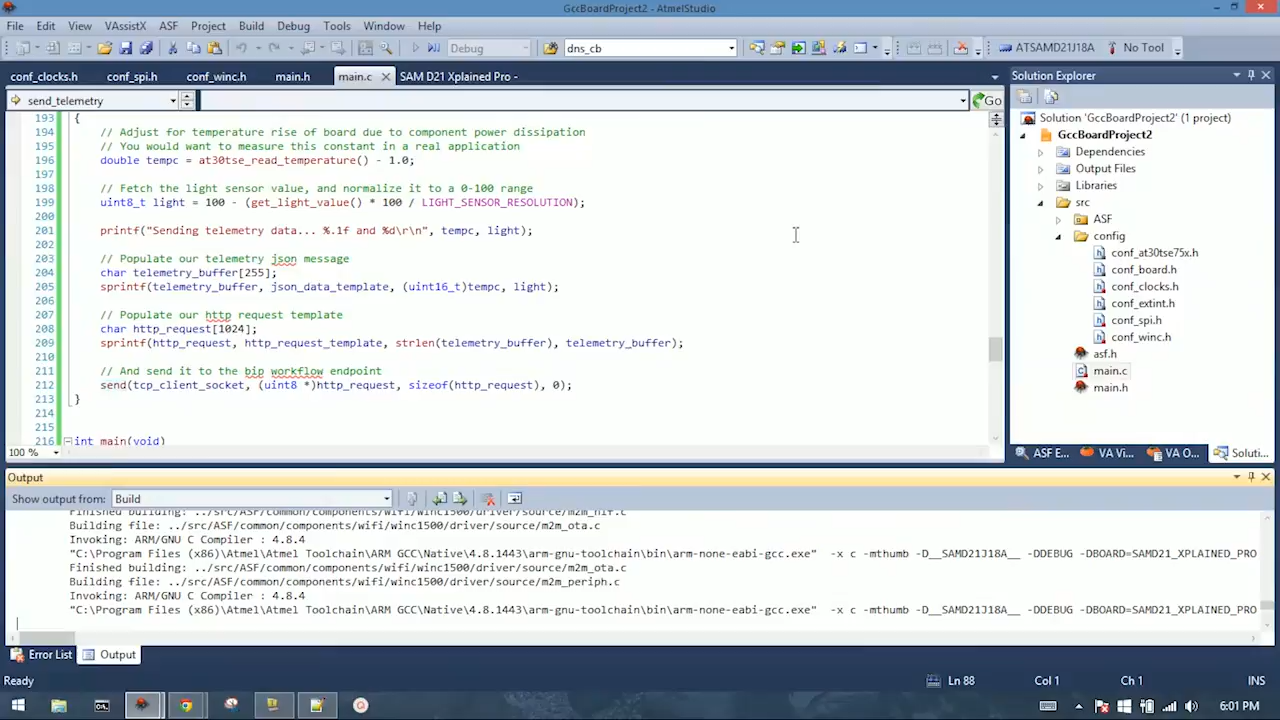 GccBoardProject2 - AtmelStudio
File Edit View VAssistX ASF Project Build Debug Tools Window Help
Debug dns_cb ATSAMD21J18A No Tool
conf_clocks.h conf_spi.h conf_winc.h main.h main.c SAM D21 Xplained Pro -
send_telemetry Go
193 {
194 // Adjust for temperature rise of board due to component power dissipation
195 // You would want to measure this constant in a real application
196 double tempc = at30tse_read_temperature() - 1.0;
197
198 // Fetch the light sensor value, and normalize it to a 0-100 range
199 uint8_t light = 100 - (get_light_value() * 100 / LIGHT_SENSOR_RESOLUTION);
200
201 printf("Sending telemetry data... %.1f and %d\r\n", tempc, light);
202
203 // Populate our telemetry json message
204 char telemetry_buffer[255];
205 sprintf(telemetry_buffer, json_data_template, (uint16_t)tempc, light);
206
207 // Populate our http request template
208 char http_request[1024];
209 sprintf(http_request, http_request_template, strlen(telemetry_buffer), telemetry_buffer);
210
211 // And send it to the bip workflow endpoint
212 send(tcp_client_socket, (uint8 *)http_request, sizeof(http_request), 0);
213 }
214
215
216 int main(void)
100 %
Solution Explorer
Solution 'GccBoardProject2' (1 project)
GccBoardProject2
Dependencies
Output Files
Libraries
src
ASF
config
conf_at30tse75x.h
conf_board.h
conf_clocks.h
conf_extint.h
conf_spi.h
conf_winc.h
asf.h
main.c
main.h
ASF E... VA Vi... VA O... Soluti...
Output
Show output from: Build
Finished building: ../src/ASF/common/components/wifi/winc1500/driver/source/m2m_hif.c
Building file: ../src/ASF/common/components/wifi/winc1500/driver/source/m2m_ota.c
Invoking: ARM/GNU C Compiler : 4.8.4
"C:\Program Files (x86)\Atmel\Atmel Toolchain\ARM GCC\Native\4.8.1443\arm-gnu-toolchain\bin\arm-none-eabi-gcc.exe" -x c -mthumb -D__SAMD21J18A__ -DDEBUG -DBOARD=SAMD21_XPLAINED_PRO
Finished building: ../src/ASF/common/components/wifi/winc1500/driver/source/m2m_ota.c
Building file: ../src/ASF/common/components/wifi/winc1500/driver/source/m2m_periph.c
Invoking: ARM/GNU C Compiler : 4.8.4
"C:\Program Files (x86)\Atmel\Atmel Toolchain\ARM GCC\Native\4.8.1443\arm-gnu-toolchain\bin\arm-none-eabi-gcc.exe" -x c -mthumb -D__SAMD21J18A__ -DDEBUG -DBOARD=SAMD21_XPLAINED_PRO
Error List Output
Ready Ln 88 Col 1 Ch 1 INS
6:01 PM